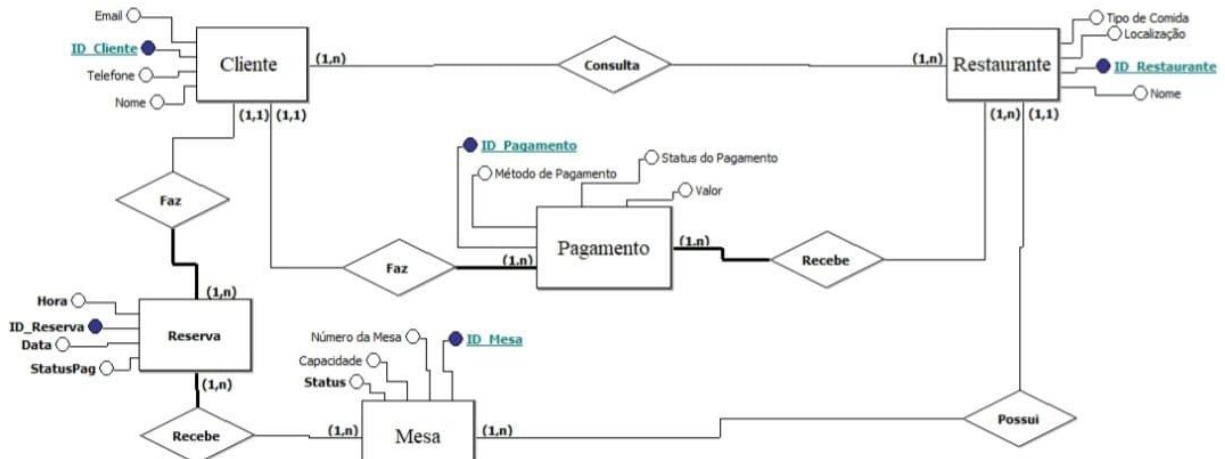 Email
ID_Cliente
Telefone
Nome
Cliente
(1,n)
Consulta
(1,n)
Restaurante
Tipo de Comida
Localização
ID_Restaurante
Nome
(1,1) (1,1)
(1,n) (1,1)
Faz
ID_Pagamento
Método de Pagamento
Status do Pagamento
Valor
Pagamento
Faz
(1.n)
(1.n)
Recebe
(1,n)
Hora
ID_Reserva
Data
StatusPag
Reserva
(1,n)
Recebe
(1,n)
Número da Mesa
ID_Mesa
Capacidade
Status
Mesa
(1,n)
Possui